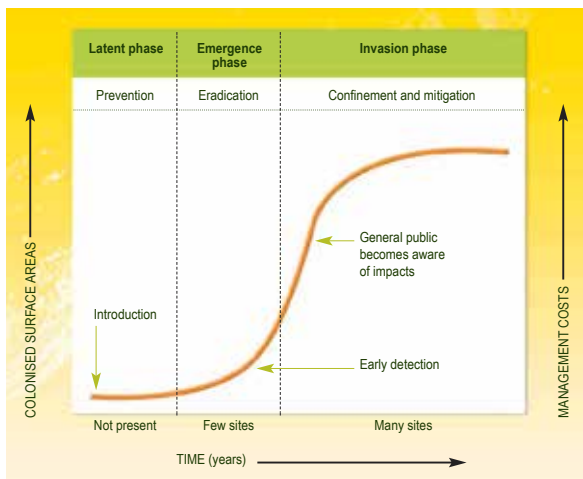 Latent phase
Emergence
phase
Invasion phase
Prevention
Eradication
Confinement and mitigation
COLONISED SURFACE AREAS
MANAGEMENT COSTS
General public
becomes aware
of impacts
Introduction
Early detection
Not present
Few sites
Many sites
TIME (years)